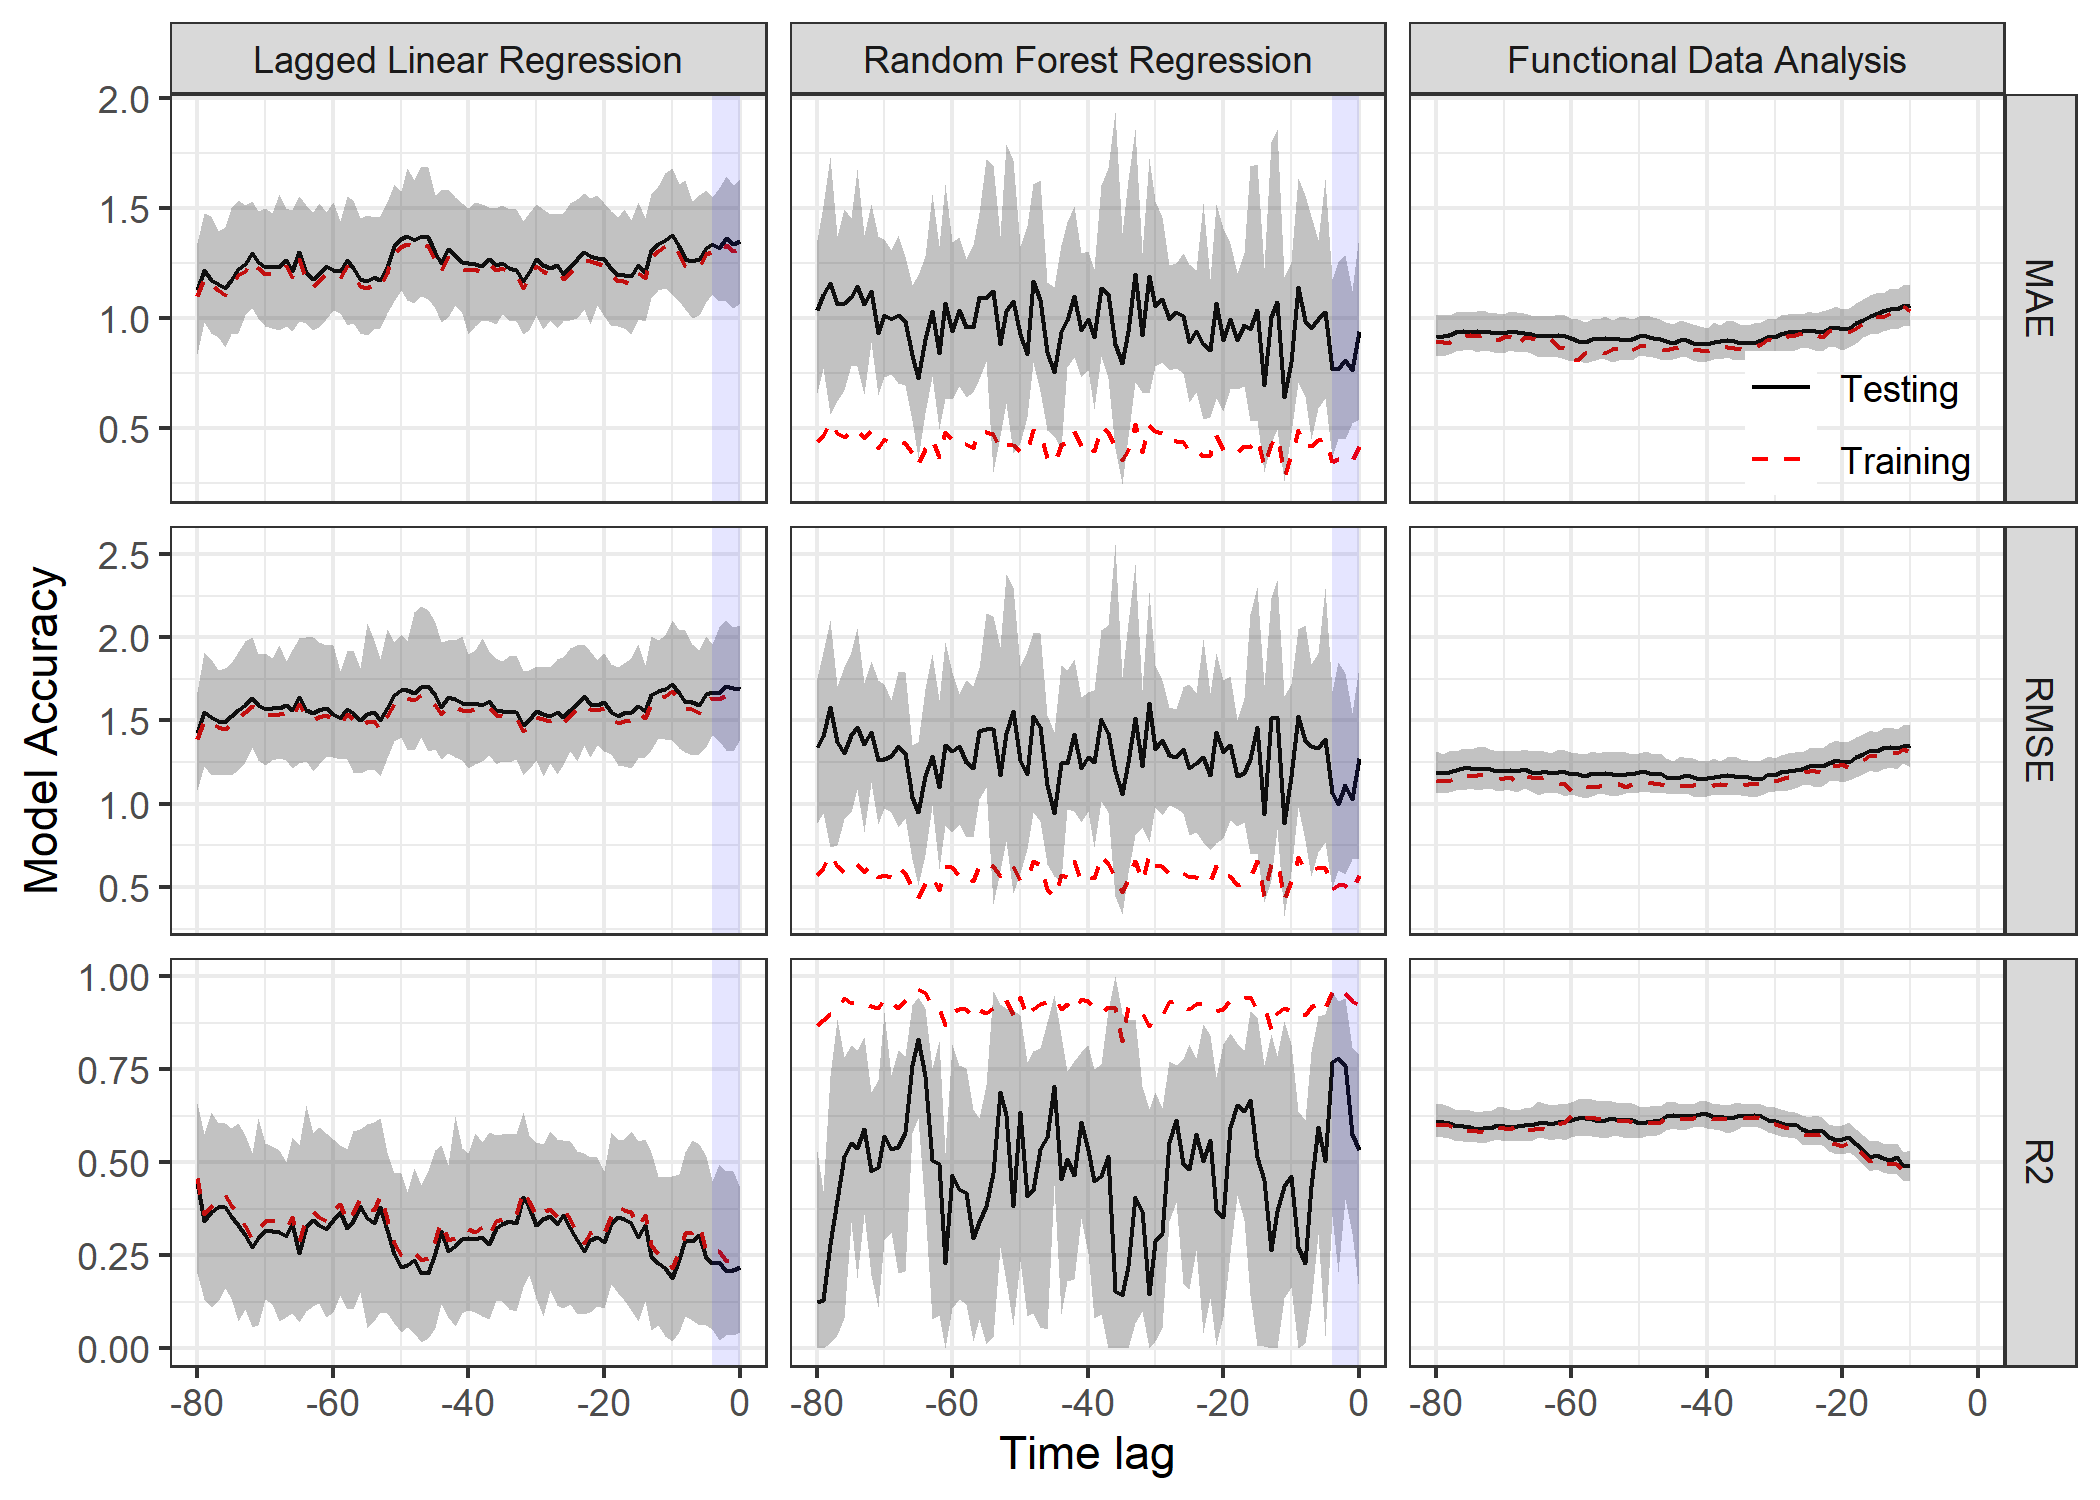 Lagged Linear Regression
Random Forest Regression
Functional Data Analysis
2.0
1.5
1.0
0.5
MAE
Testing
Training
2.5
2.0
1.5
1.0
0.5
RMSE
Model Accuracy
1.00
0.75
0.50
0.25
0.00
R2
-80 -60 -40 -20 0
-80 -60 -40 -20 0
-80 -60 -40 -20 0
Time lag